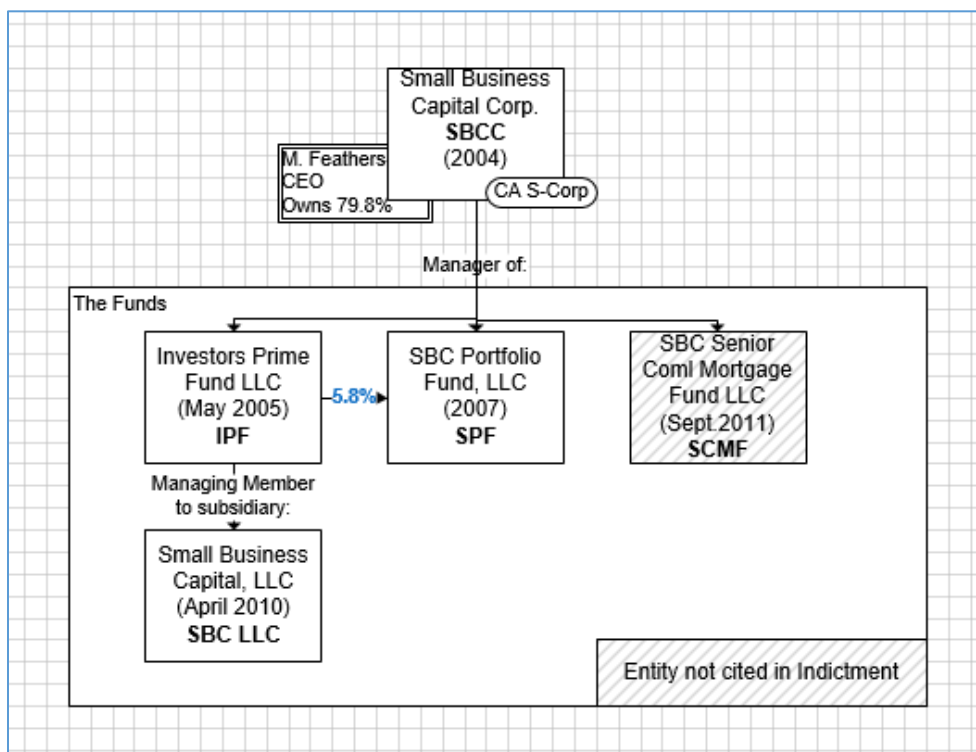 Small Business
Capital Corp.
SBCC
(2004)
M. Feathers
CEO
Owns 79.8%
CA S-Corp
Manager of:
The Funds
Investors Prime
Fund LLC
(May 2005)
IPF
5.8%
SBC Portfolio
Fund, LLC
(2007)
SPF
SBC Senior
Coml Mortgage
Fund LLC
(Sept.2011)
SCMF
Managing Member
to subsidiary:
Small Business
Capital, LLC
(April 2010)
SBC LLC
Entity not cited in Indictment